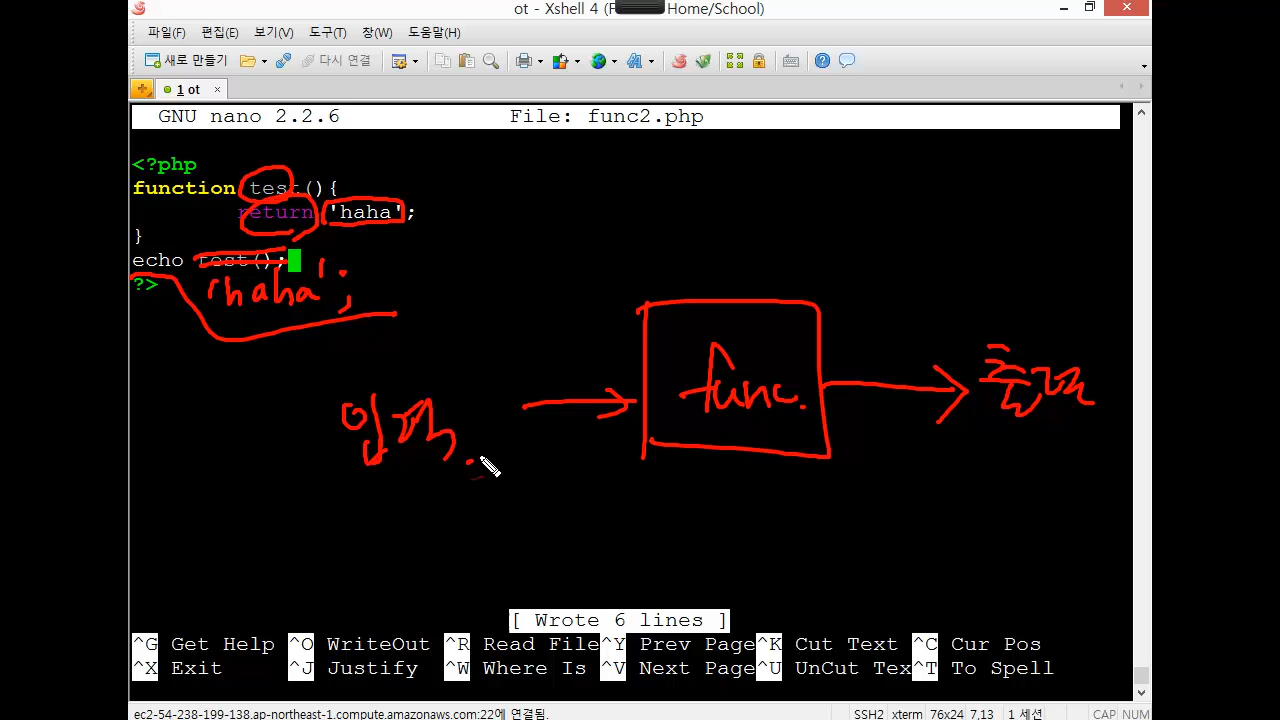 ot - Xshell 4 (F Home/School)
파일(F) 편집(E) 보기(V) 도구(T) 창(W) 도움말(H)
새로 만들기 다시 연결
1 ot
GNU nano 2.2.6 File: func2.php
<?php
function test(){
return 'haha';
}
echo test();
?>
'haha';
입력
func.
출력
[ Wrote 6 lines ]
^G Get Help ^O WriteOut ^R Read File ^Y Prev Page ^K Cut Text ^C Cur Pos
^X Exit ^J Justify ^W Where Is ^V Next Page ^U UnCut Tex ^T To Spell
ec2-54-238-199-138.ap-northeast-1.compute.amazonaws.com:22에 연결됨. SSH2 xterm 76x24 7,13 1 세션 CAP NUM